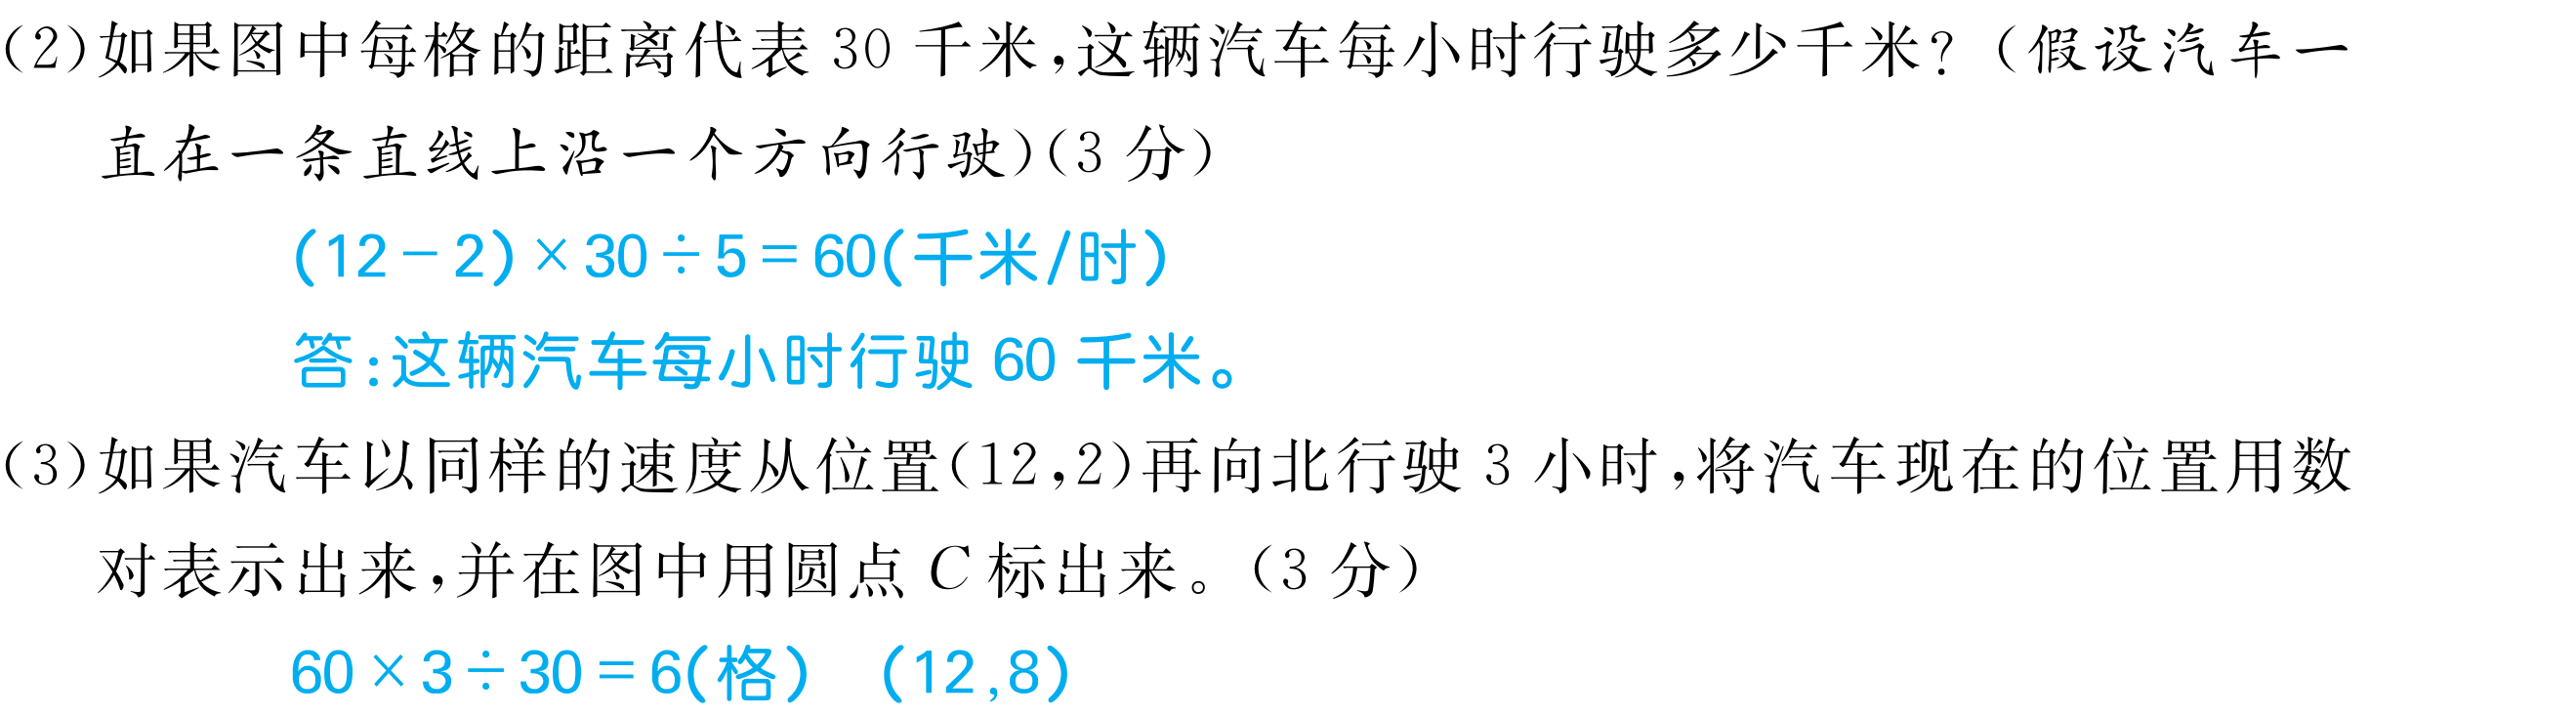 (2)如果图中每格的距离代表 30 千米,这辆汽车每小时行驶多少千米?(假设汽车一
直在一条直线上沿一个方向行驶)(3 分)
(12-2)×30÷5=60(千米/时)
答:这辆汽车每小时行驶 60 千米。
(3)如果汽车以同样的速度从位置(12,2)再向北行驶 3 小时,将汽车现在的位置用数
对表示出来,并在图中用圆点 C 标出来。(3 分)
60×3÷30=6(格) (12,8)